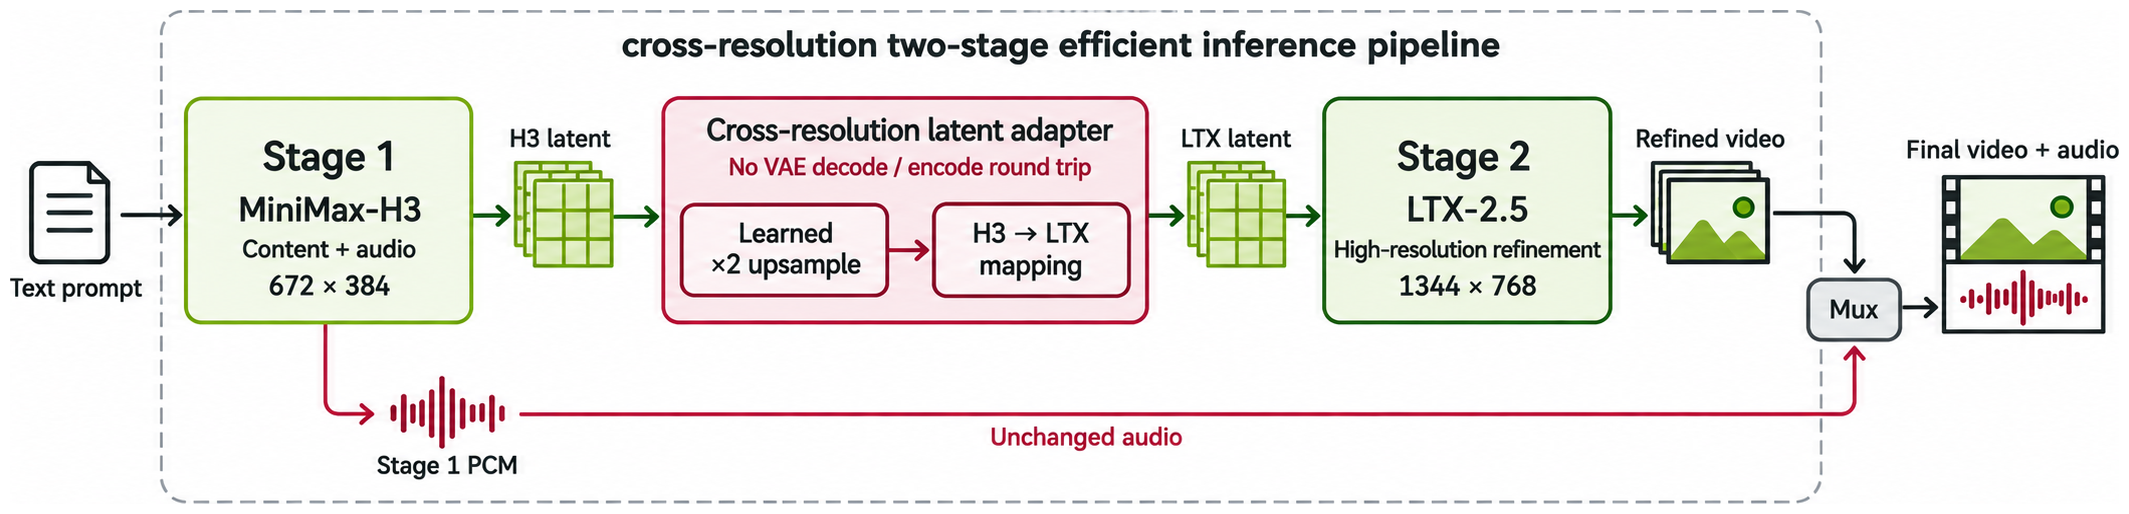 cross-resolution two-stage efficient inference pipeline
Text prompt
Stage 1
MiniMax-H3
Content + audio
672 × 384
H3 latent
Cross-resolution latent adapter
No VAE decode / encode round trip
Learned
×2 upsample
H3 → LTX
mapping
LTX latent
Stage 2
LTX-2.5
High-resolution refinement
1344 × 768
Refined video
Final video + audio
Mux
Unchanged audio
Stage 1 PCM